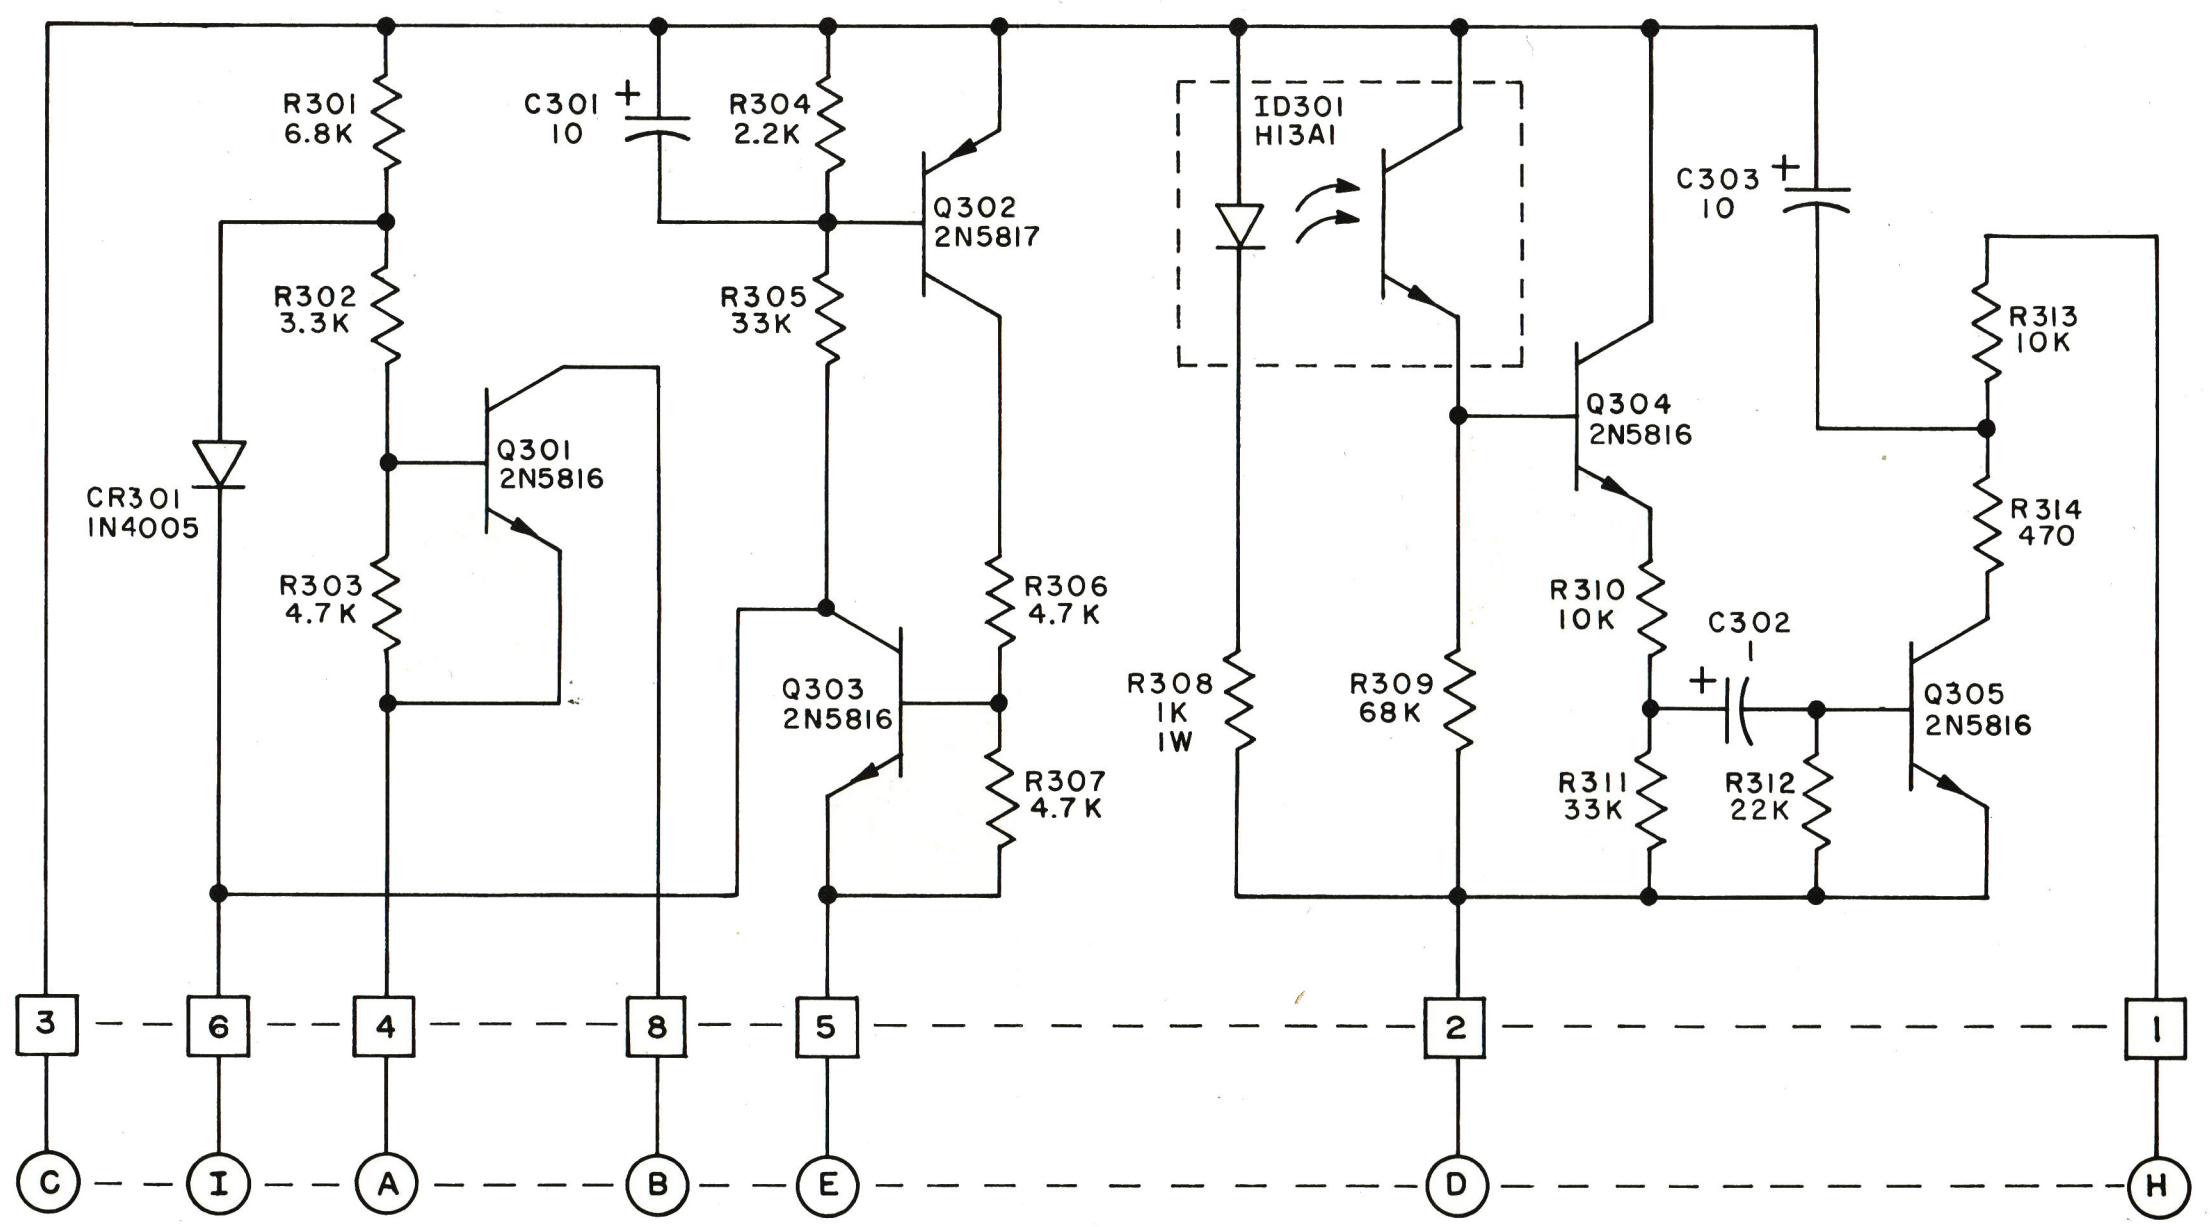 R301
6.8K
C301
+
10
R304
2.2K
ID301
H13A1
C303
+
10
Q302
2N5817
R302
3.3K
R305
33K
R313
10K
Q301
2N5816
Q304
2N5816
CR301
1N4005
R314
470
R303
4.7K
R306
4.7K
R310
10K
C302
1
+
Q303
2N5816
R308
1K
1W
R309
68K
Q305
2N5816
R307
4.7K
R311
33K
R312
22K
3
6
4
8
5
2
1
C
I
A
B
E
D
H